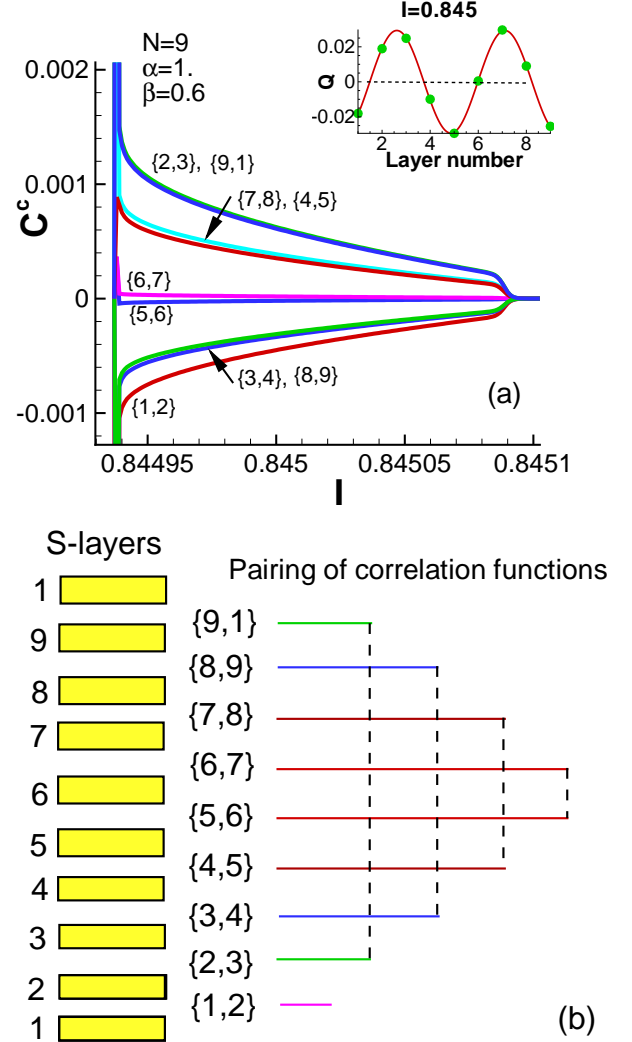 I=0.845
Q
0.02
0
-0.02
2 4 6 8
Layer number
N=9
α=1.
β=0.6
C^c
0.002
0.001
0
-0.001
{2,3}, {9,1}
{7,8}, {4,5}
{6,7}
{5,6}
{3,4}, {8,9}
{1,2}
(a)
0.84495 0.845 0.84505 0.8451
I
S-layers
Pairing of correlation functions
1
9
8
7
6
5
4
3
2
1
{9,1}
{8,9}
{7,8}
{6,7}
{5,6}
{4,5}
{3,4}
{2,3}
{1,2}
(b)